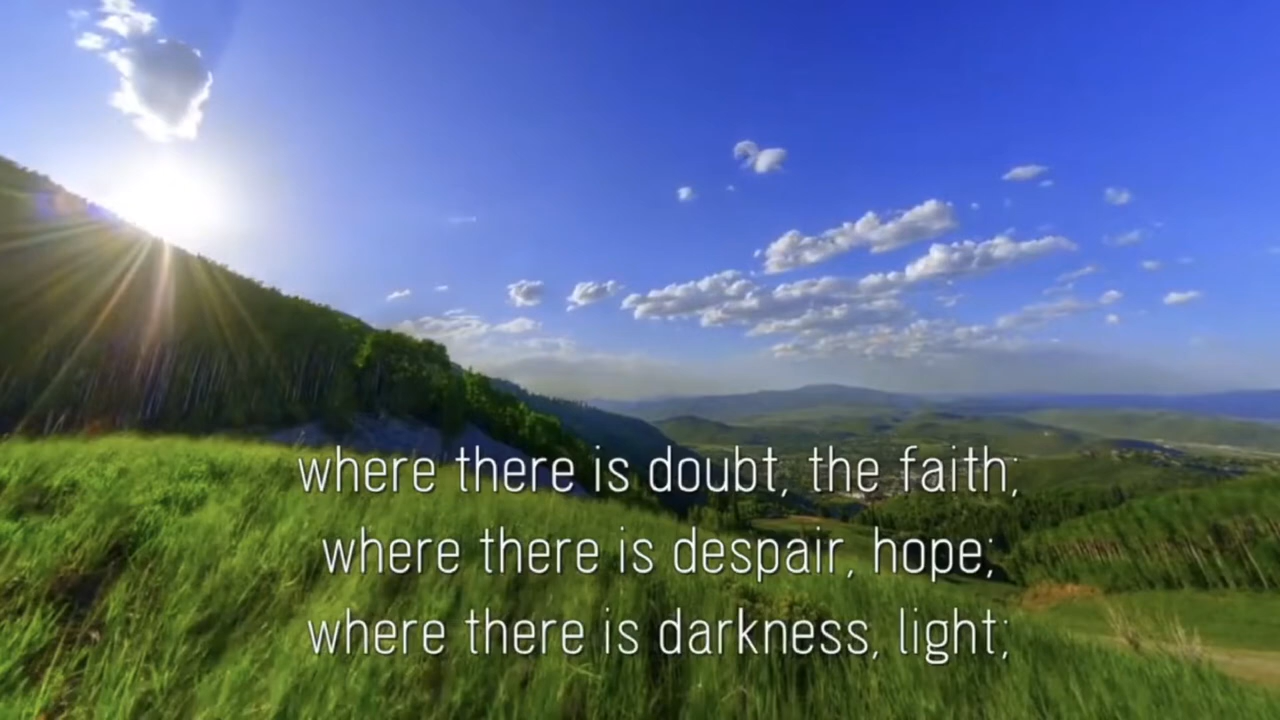 where there is doubt, the faith;
where there is despair, hope;
where there is darkness, light;